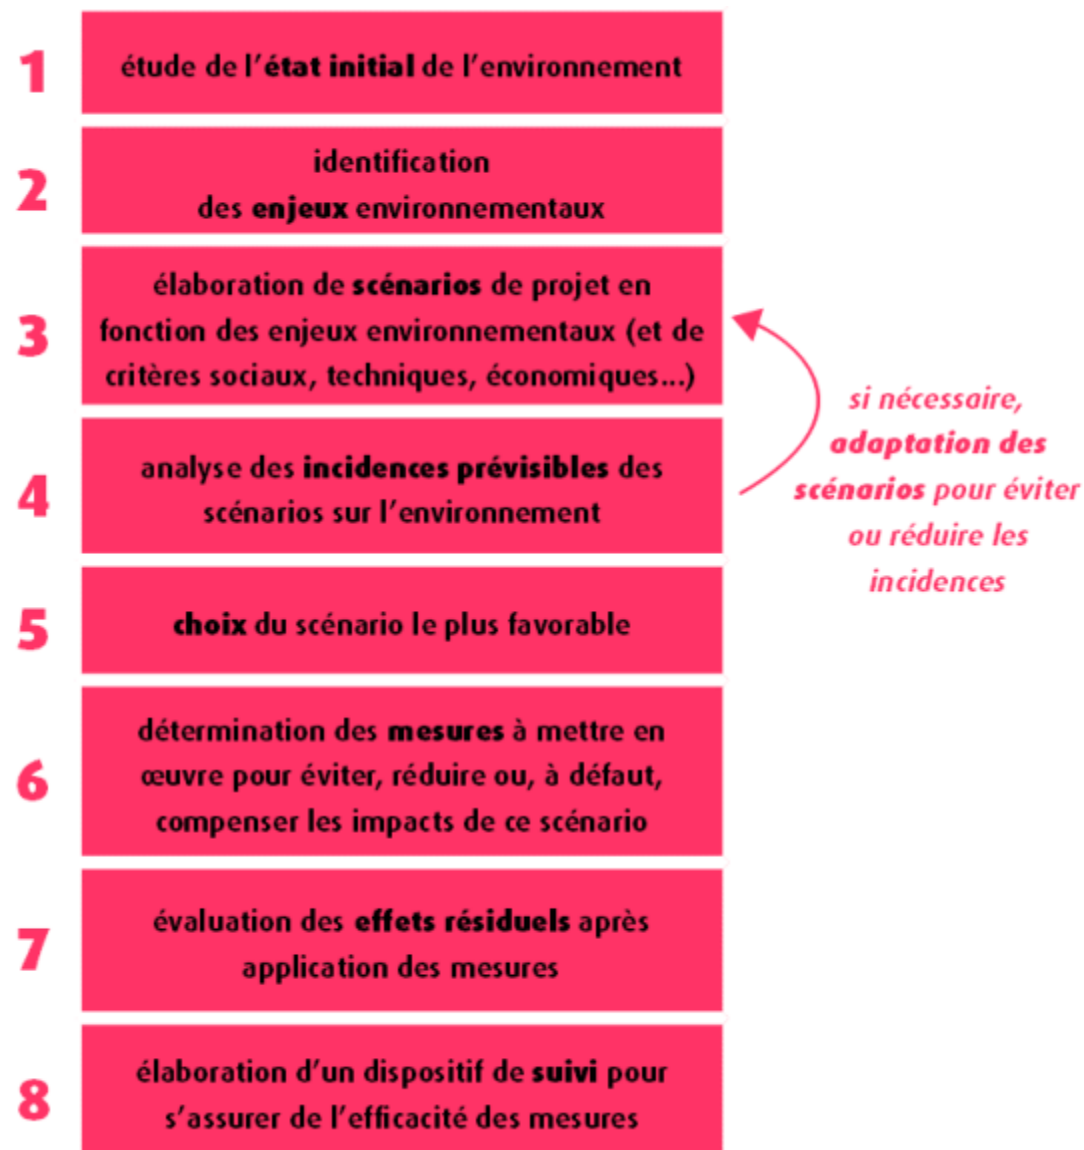 1
étude de l'état initial de l'environnement
2
identification
des enjeux environnementaux
3
élaboration de scénarios de projet en
fonction des enjeux environnementaux (et de
critères sociaux, techniques, économiques...)
4
analyse des incidences prévisibles des
scénarios sur l'environnement
si nécessaire,
adaptation des
scénarios pour éviter
ou réduire les
incidences
5
choix du scénario le plus favorable
6
détermination des mesures à mettre en
œuvre pour éviter, réduire ou, à défaut,
compenser les impacts de ce scénario
7
évaluation des effets résiduels après
application des mesures
8
élaboration d'un dispositif de suivi pour
s'assurer de l'efficacité des mesures